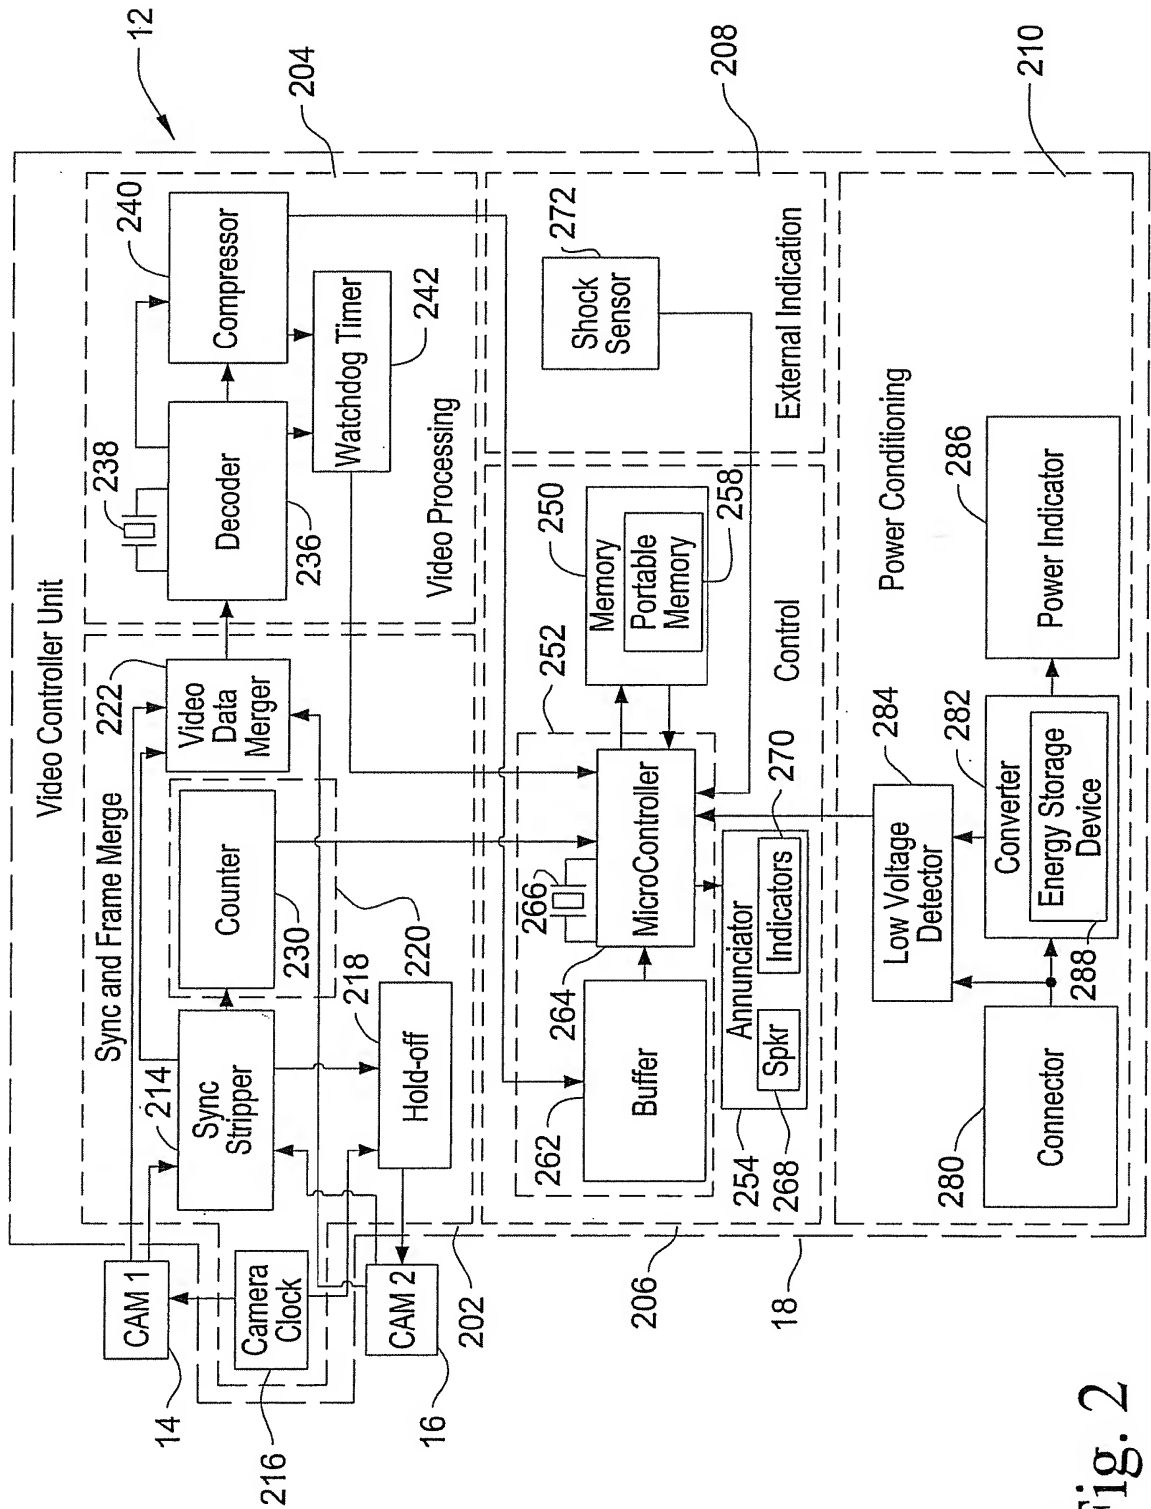 12
Video Controller Unit
Sync and Frame Merge
204
240
238
222
Compressor
Decoder
236
Video
Data
Merger
Watchdog Timer
242
Video Processing
214
Sync
Stripper
Counter
230
218
220
Hold-off
CAM 1
14
Camera
Clock
216
CAM 2
16
202
208
272
Shock
Sensor
External Indication
250
252
Memory
Portable
Memory
258
Control
266
MicroController
264
262
Buffer
Annunciator
Indicators
270
Spkr
254
268
206
18
210
Power Conditioning
284
Low Voltage
Detector
282
Converter
Energy Storage
Device
288
286
Power Indicator
280
Connector
Fig. 2